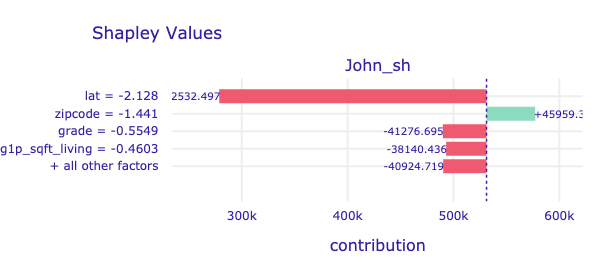 Shapley Values
John_sh
lat = -2.128 2532.497
zipcode = -1.441 +45959.3
grade = -0.5549 -41276.695
g1p_sqft_living = -0.4603 -38140.436
+ all other factors -40924.719
300k 400k 500k 600k
contribution